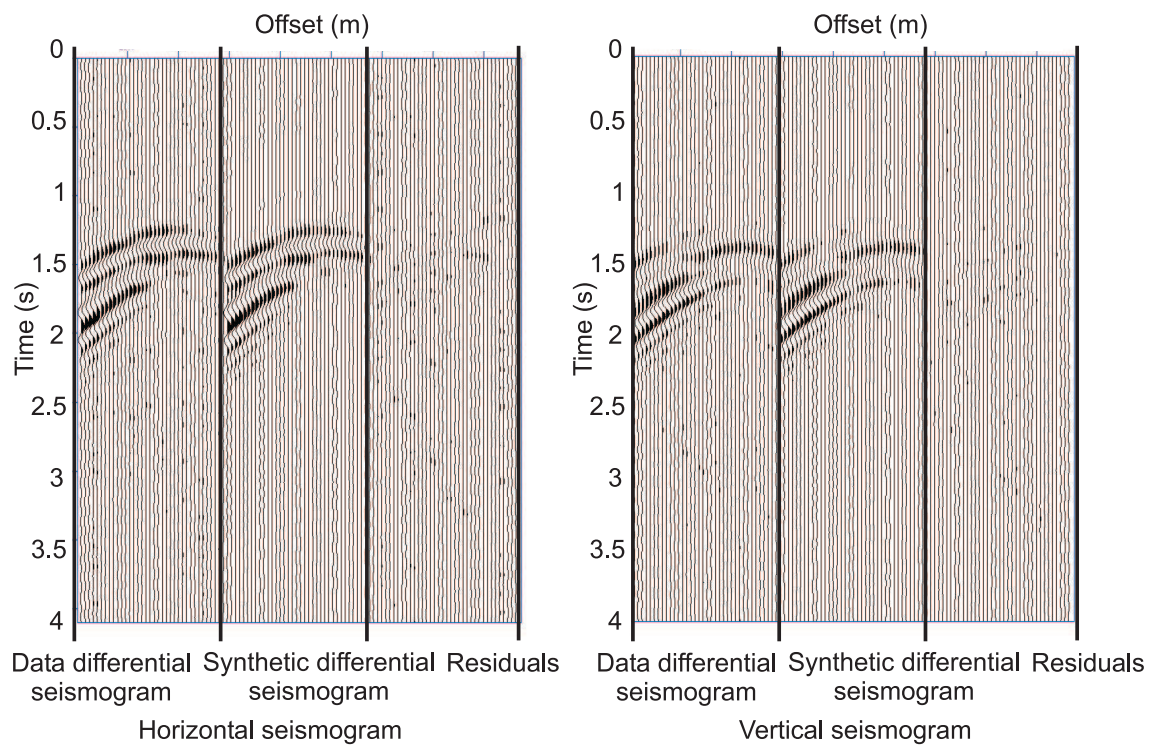 Offset (m)
0
0.5
1
1.5
2
2.5
3
3.5
4
Time (s)
Data differential
seismogram
Synthetic differential
seismogram
Residuals
Horizontal seismogram
Offset (m)
0
0.5
1
1.5
2
2.5
3
3.5
4
Time (s)
Data differential
seismogram
Synthetic differential
seismogram
Residuals
Vertical seismogram